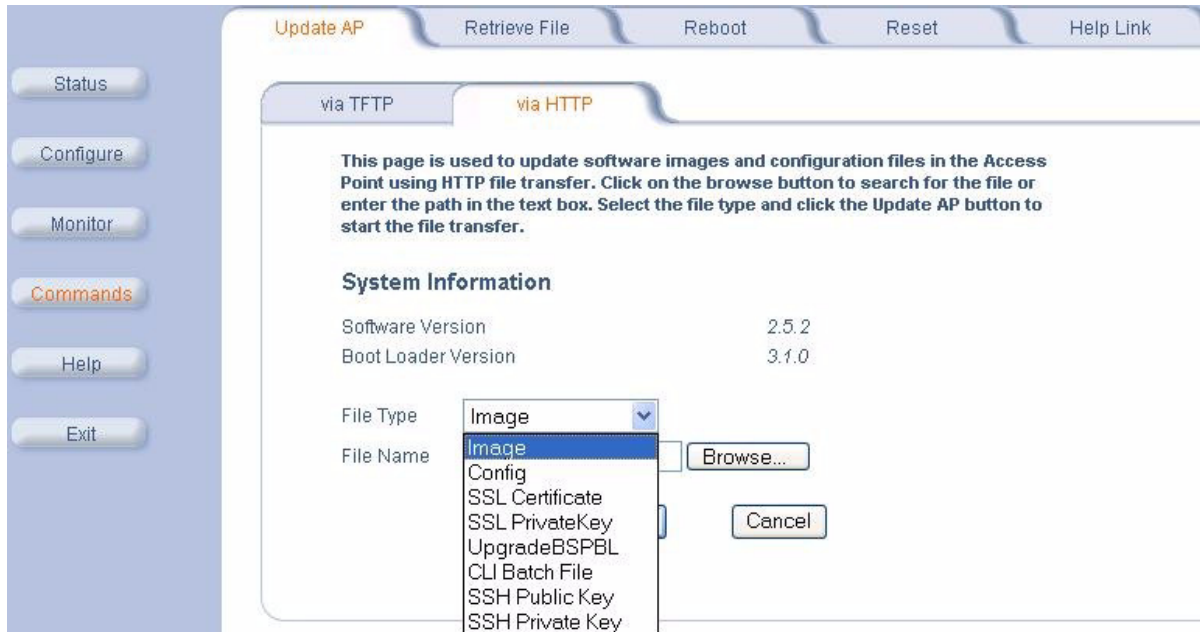 Update AP
Retrieve File
Reboot
Reset
Help Link
Status
Configure
Monitor
Commands
Help
Exit
via TFTP
via HTTP
This page is used to update software images and configuration files in the Access
Point using HTTP file transfer. Click on the browse button to search for the file or
enter the path in the text box. Select the file type and click the Update AP button to
start the file transfer.
System Information
Software Version 2.5.2
Boot Loader Version 3.1.0
File Type Image
File Name Browse...
Image
Config
SSL Certificate
SSL PrivateKey
UpgradeBSPBL
CLI Batch File
SSH Public Key
SSH Private Key
Cancel